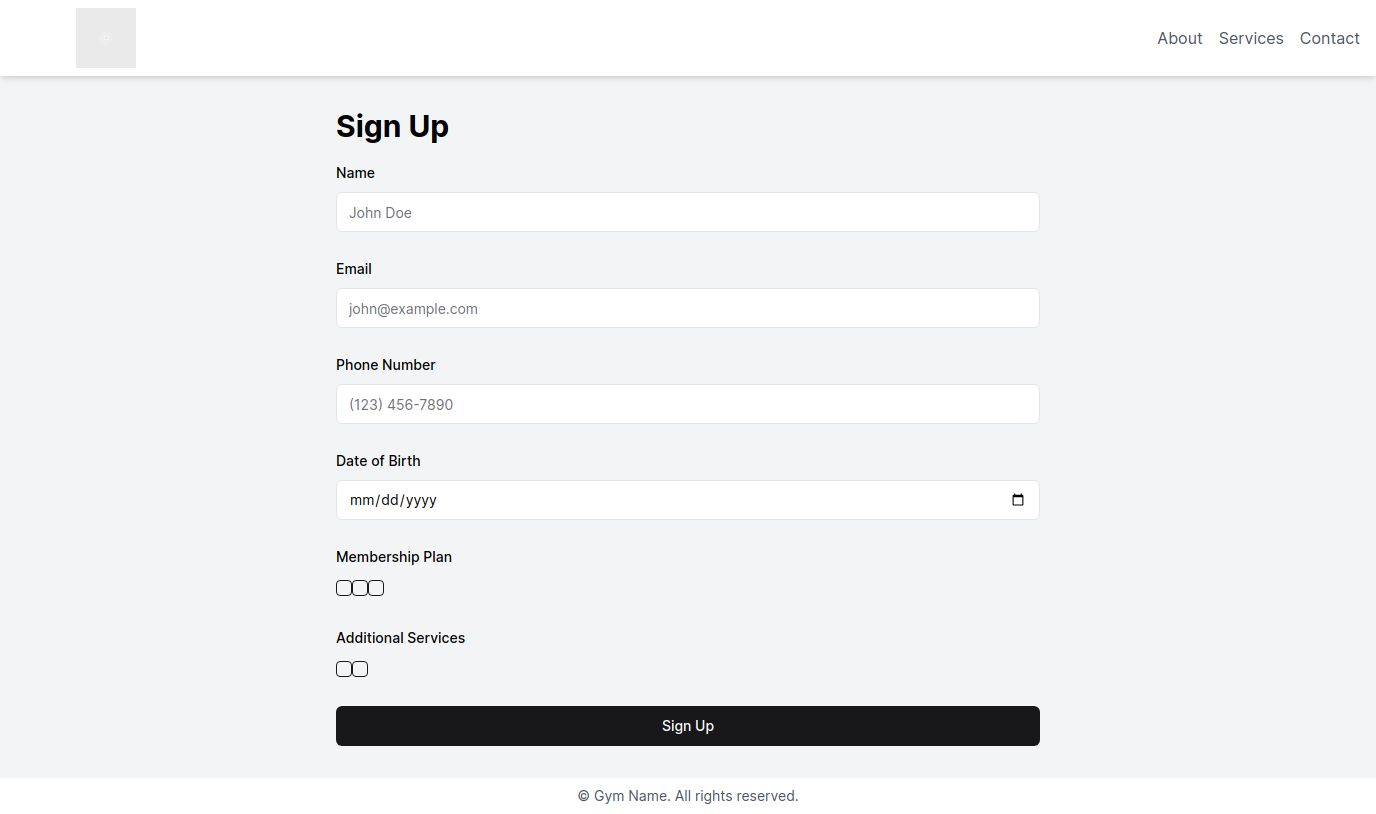 About Services Contact
Sign Up
Name
John Doe
Email
john@example.com
Phone Number
(123) 456-7890
Date of Birth
mm/dd/yyyy
Membership Plan
Additional Services
Sign Up
© Gym Name. All rights reserved.